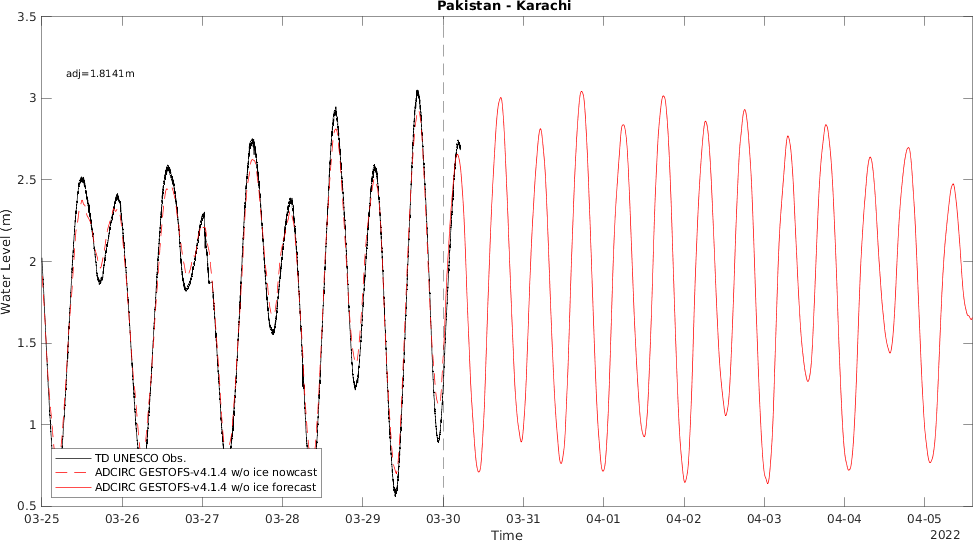 Pakistan - Karachi
3.5
adj=1.8141m
3
2.5
2
Water Level (m)
1.5
1
TD UNESCO Obs.
ADCIRC GESTOFS-v4.1.4 w/o ice nowcast
ADCIRC GESTOFS-v4.1.4 w/o ice forecast
0.5
03-25 03-26 03-27 03-28 03-29 03-30 03-31 04-01 04-02 04-03 04-04 04-05
Time
2022